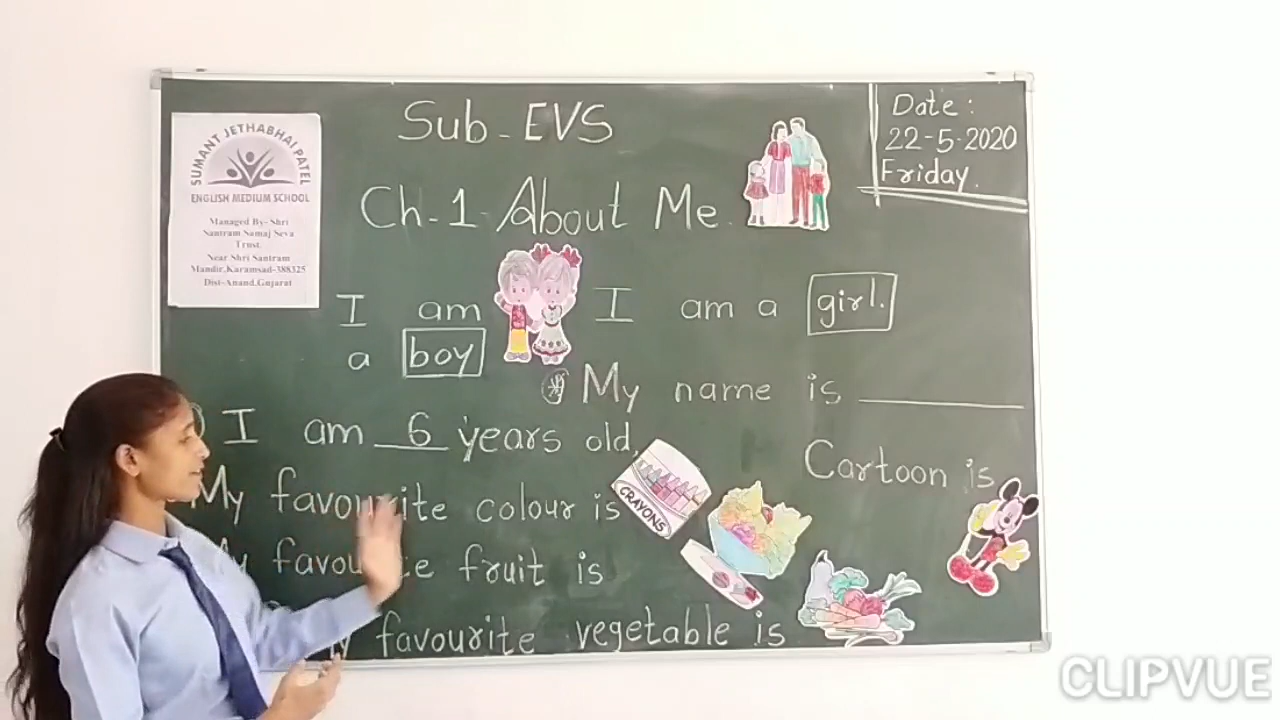 SUMANT JETHABHAI PATEL
ENGLISH MEDIUM SCHOOL
Managed By- Shri
Santram Samaj Seva
Trust.
Near Shri Santram
Mandir,Karamsad-388325
Dist-Anand,Gujarat
Sub - EVS
Date :
22-5-2020
Friday.
Ch-1 About Me.
I am
a boy
I am a girl.
My name is
I am 6 years old,
Cartoon is
My favourite colour is
CRAYONS
favourite fruit is
favourite vegetable is
CLIPVUE